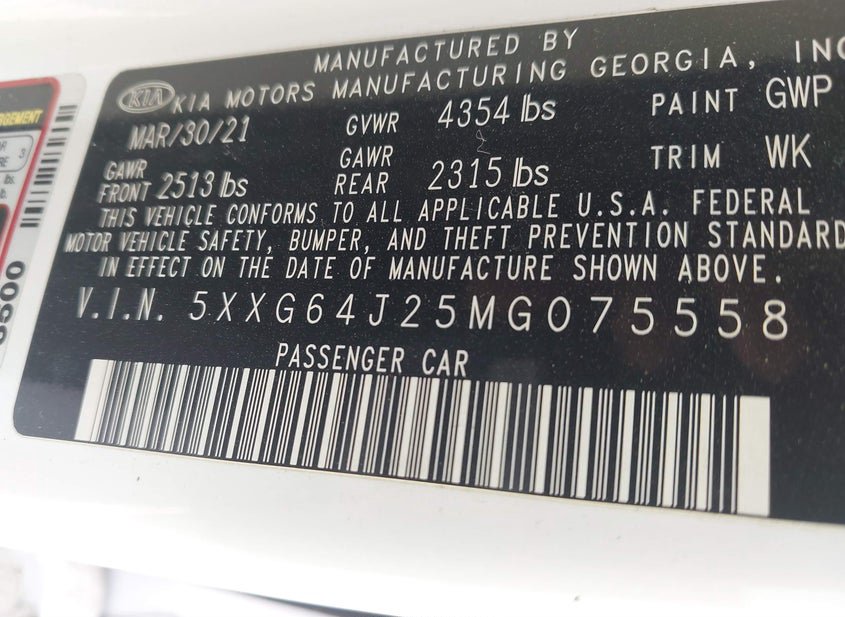 MANUFACTURED BY
KIA KIA MOTORS MANUFACTURING GEORGIA, INC
MAR/30/21 GVWR 4354 lbs PAINT GWP
GAWR FRONT 2513 lbs GAWR REAR 2315 lbs TRIM WK
THIS VEHICLE CONFORMS TO ALL APPLICABLE U.S.A. FEDERAL
MOTOR VEHICLE SAFETY, BUMPER, AND THEFT PREVENTION STANDARD
IN EFFECT ON THE DATE OF MANUFACTURE SHOWN ABOVE.
V.I.N. 5XXG64J25MG075558
PASSENGER CAR